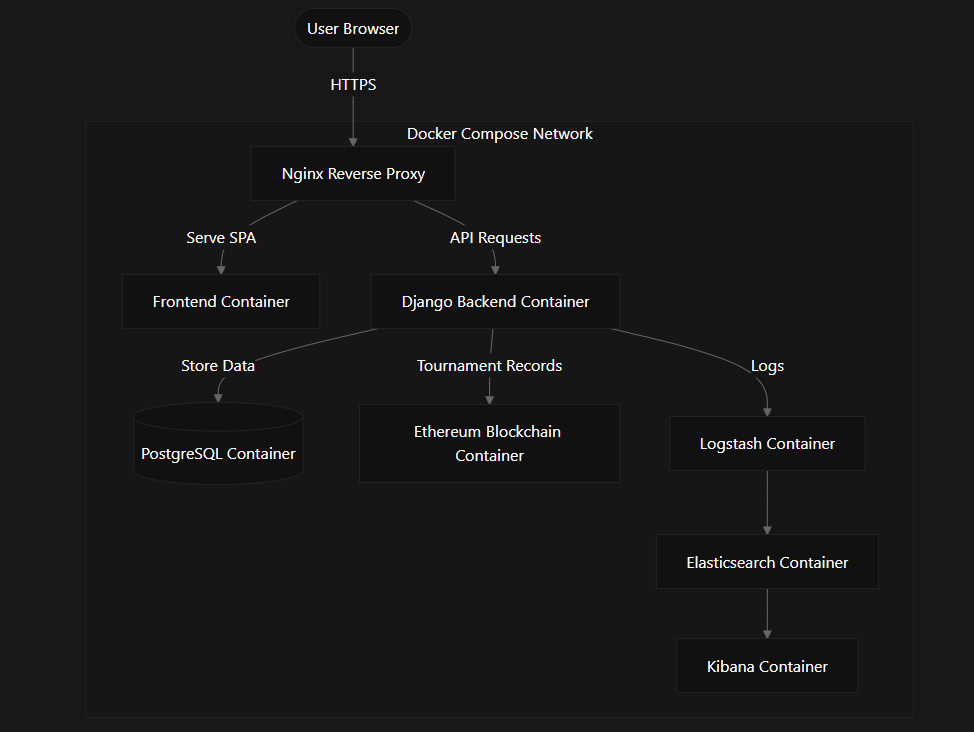 User Browser
HTTPS
Docker Compose Network
Nginx Reverse Proxy
Serve SPA
API Requests
Frontend Container
Django Backend Container
Store Data
Tournament Records
Logs
PostgreSQL Container
Ethereum Blockchain
Container
Logstash Container
Elasticsearch Container
Kibana Container